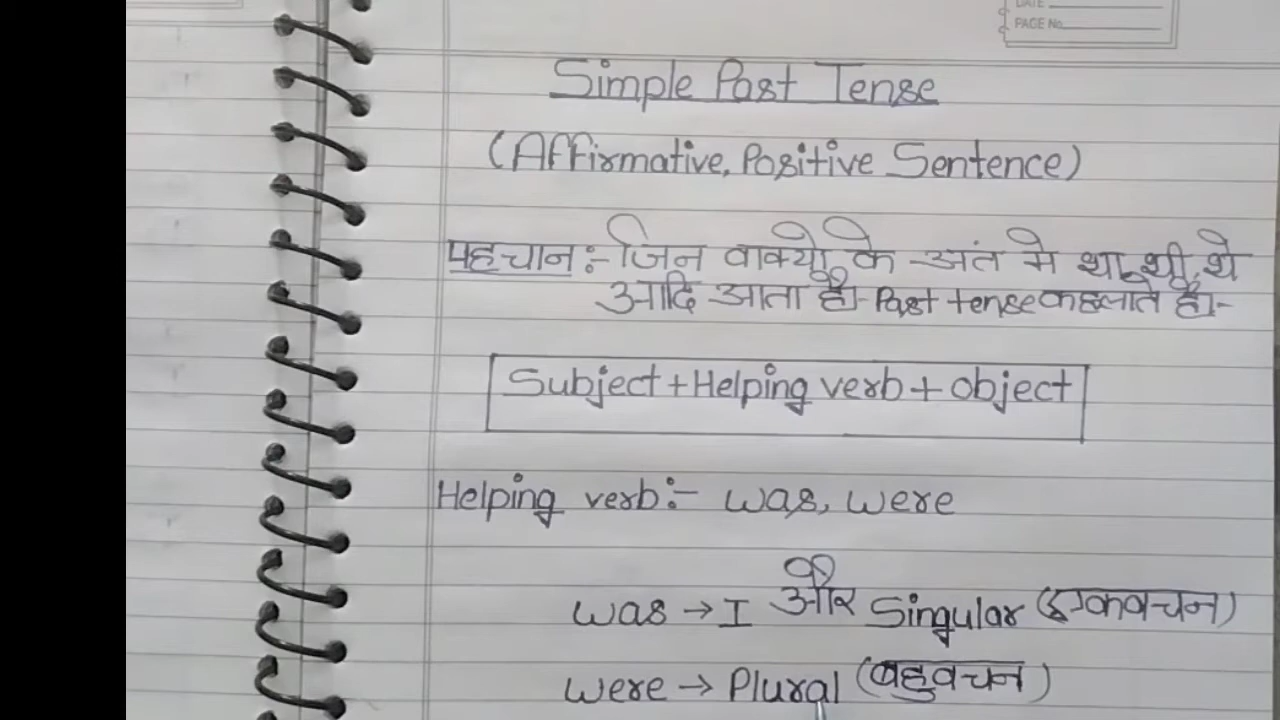 DATE
PAGE No.
Simple Past Tense
(Affirmative, Positive Sentence)
पहचान :- जिन वाक्यो के अंत मे था, थी, थे
आदि आता है। Past tense कहलाते है।-
Subject + Helping verb + object
Helping verb :- was, were
was → I और Singular (एकवचन)
were → Plural (बहुवचन)